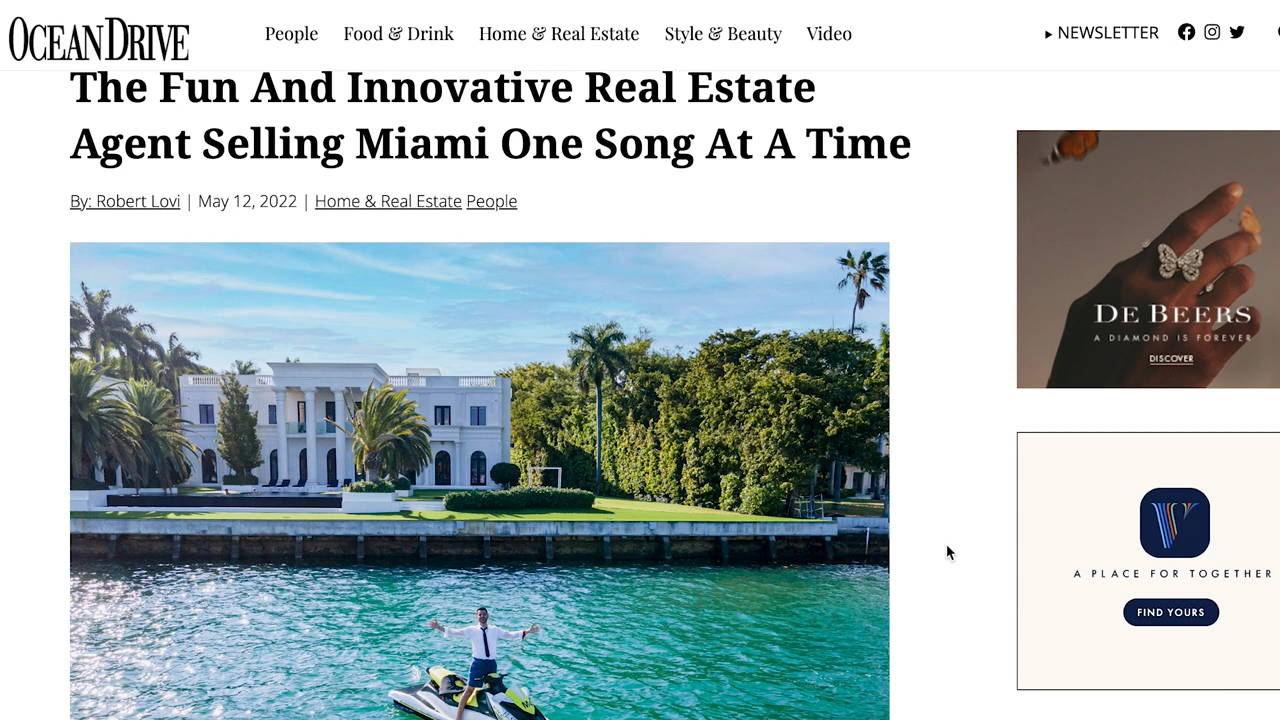 OCEAN DRIVE
People Food & Drink Home & Real Estate Style & Beauty Video
NEWSLETTER
The Fun And Innovative Real Estate
Agent Selling Miami One Song At A Time
By: Robert Lovi | May 12, 2022 | Home & Real Estate People
DE BEERS
A DIAMOND IS FOREVER
DISCOVER
A PLACE FOR TOGETHER
FIND YOURS